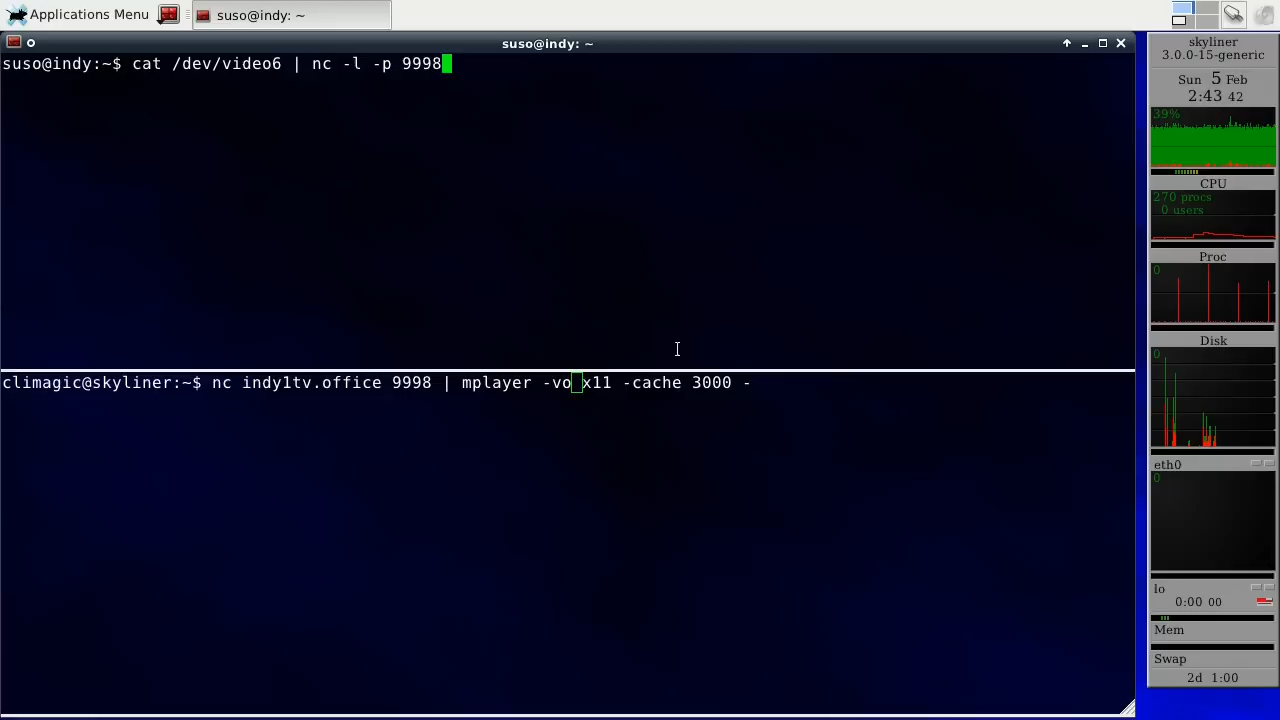 Applications Menu
suso@indy: ~
suso@indy: ~
suso@indy:~$ cat /dev/video6 | nc -l -p 9998
climagic@skyliner:~$ nc indy1tv.office 9998 | mplayer -vo x11 -cache 3000 -
skyliner
3.0.0-15-generic
Sun 5 Feb
2:43 42
39%
CPU
270 procs
0 users
Proc
0
Disk
0
eth0
0
lo
0:00 00
Mem
Swap
2d 1:00